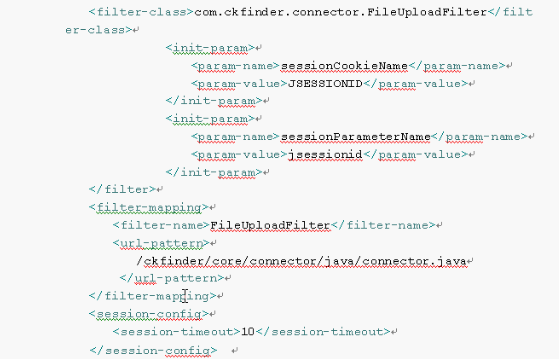 <filter-class>com.ckfinder.connector.FileUploadFilter</filt
er-class>
<init-param>
<param-name>sessionCookieName</param-name>
<param-value>JSESSIONID</param-value>
</init-param>
<init-param>
<param-name>sessionParameterName</param-name>
<param-value>jsessionid</param-value>
</init-param>
</filter>
<filter-mapping>
<filter-name>FileUploadFilter</filter-name>
<url-pattern>
/ckfinder/core/connector/java/connector.java
</url-pattern>
</filter-mapping>
<session-config>
<session-timeout>10</session-timeout>
</session-config>